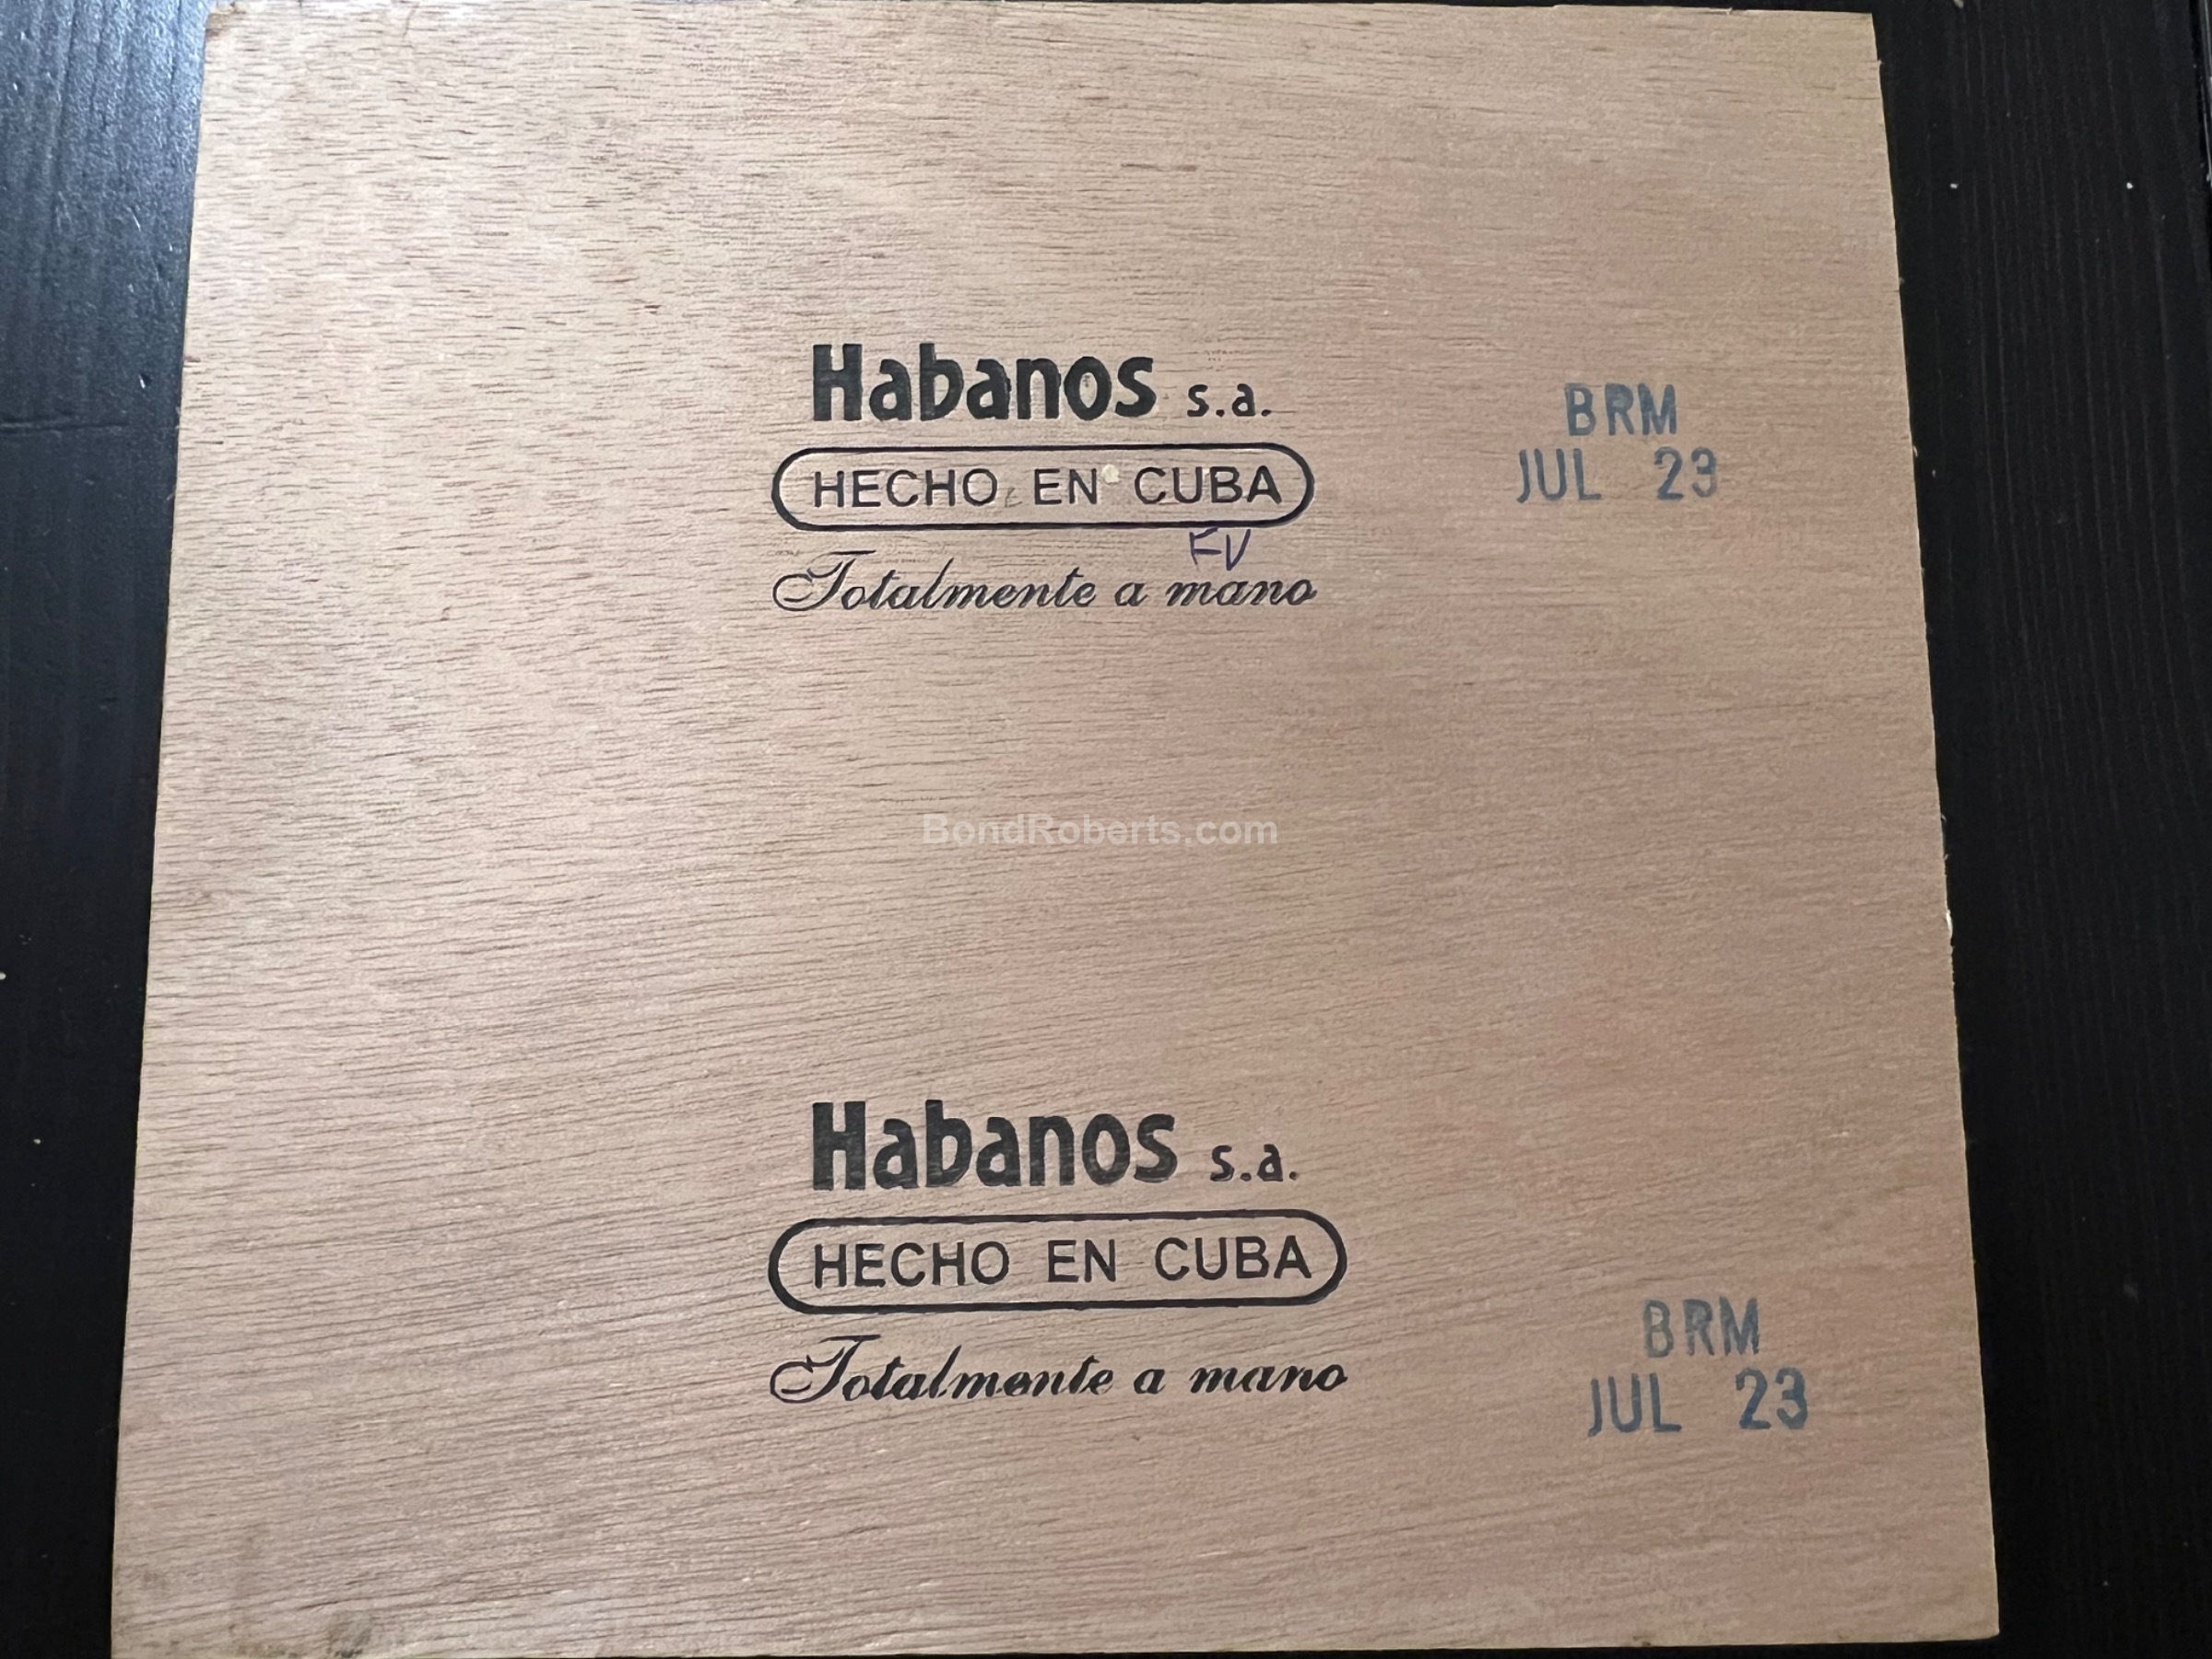 Habanos s.a.
BRM
HECHO EN CUBA
JUL 23
FV
Totalmente a mano
BondRoberts.com
Habanos s.a.
HECHO EN CUBA
BRM
Totalmente a mano
JUL 23